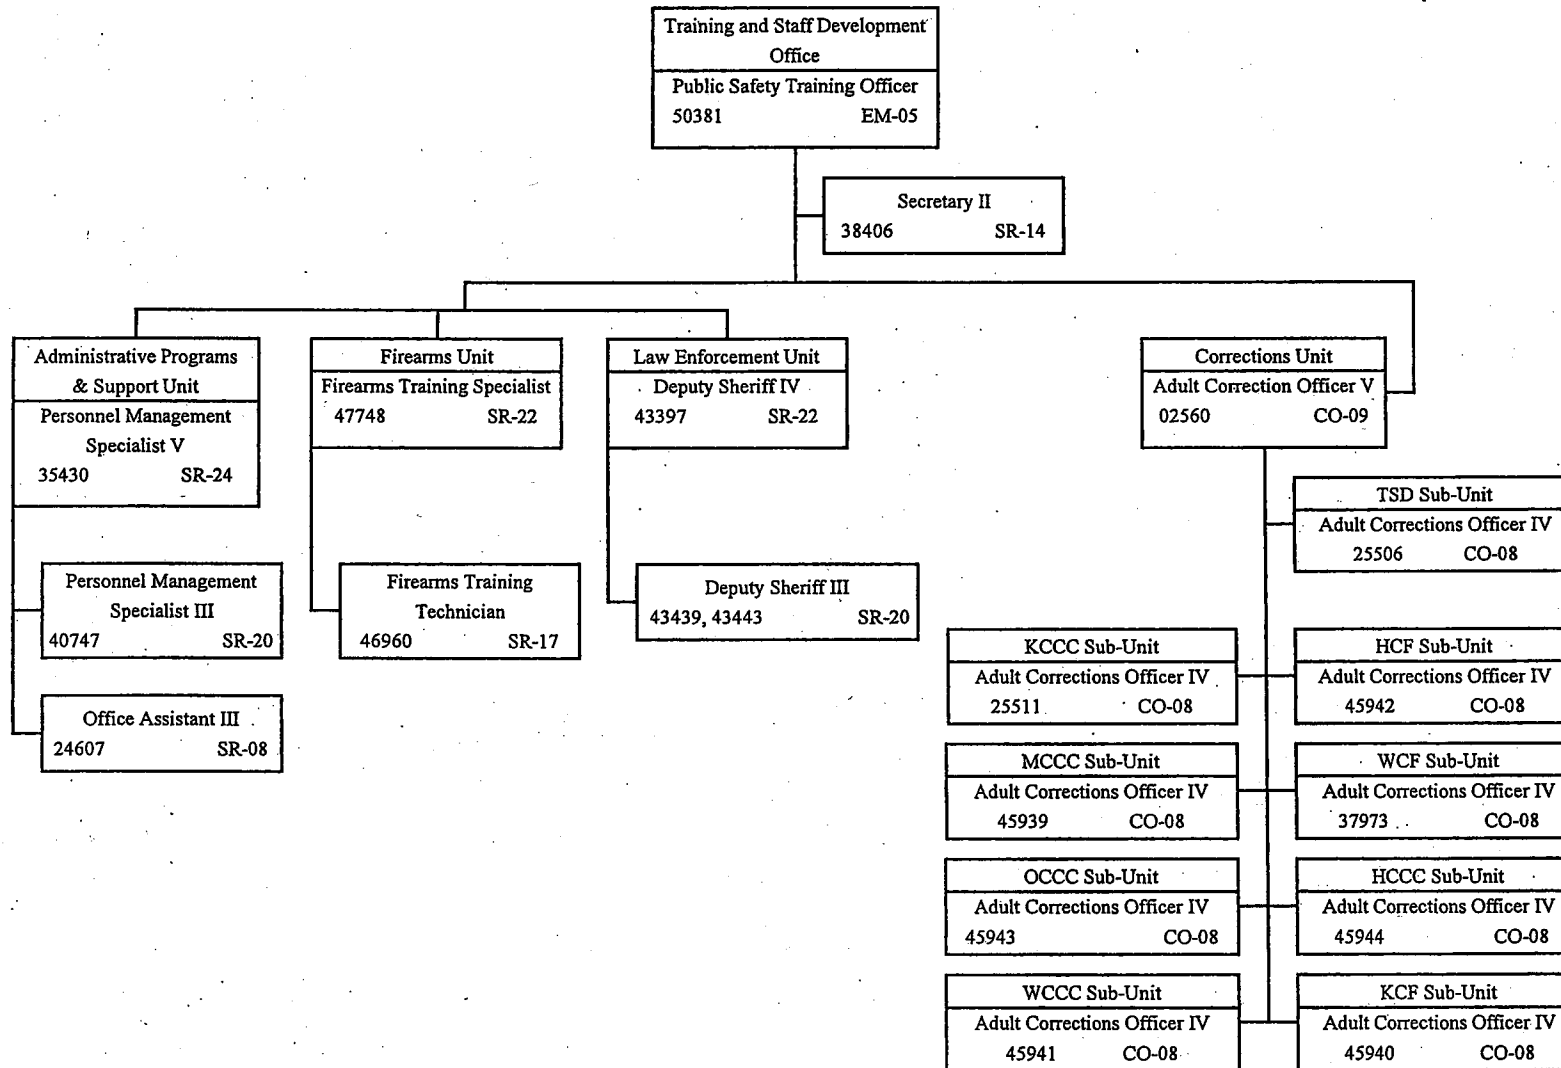 Training and Staff Development
Office
Public Safety Training Officer
50381 EM-05
Secretary II
38406 SR-14
Administrative Programs
& Support Unit
Personnel Management
Specialist V
35430 SR-24
Personnel Management
Specialist III
40747 SR-20
Office Assistant III
24607 SR-08
Firearms Unit
Firearms Training Specialist
47748 SR-22
Firearms Training
Technician
46960 SR-17
Law Enforcement Unit
Deputy Sheriff IV
43397 SR-22
Deputy Sheriff III
43439, 43443 SR-20
Corrections Unit
Adult Correction Officer V
02560 CO-09
TSD Sub-Unit
Adult Corrections Officer IV
25506 CO-08
KCCC Sub-Unit
Adult Corrections Officer IV
25511 CO-08
HCF Sub-Unit
Adult Corrections Officer IV
45942 CO-08
MCCC Sub-Unit
Adult Corrections Officer IV
45939 CO-08
WCF Sub-Unit
Adult Corrections Officer IV
37973 CO-08
OCCC Sub-Unit
Adult Corrections Officer IV
45943 CO-08
HCCC Sub-Unit
Adult Corrections Officer IV
45944 CO-08
WCCC Sub-Unit
Adult Corrections Officer IV
45941 CO-08
KCF Sub-Unit
Adult Corrections Officer IV
45940 CO-08